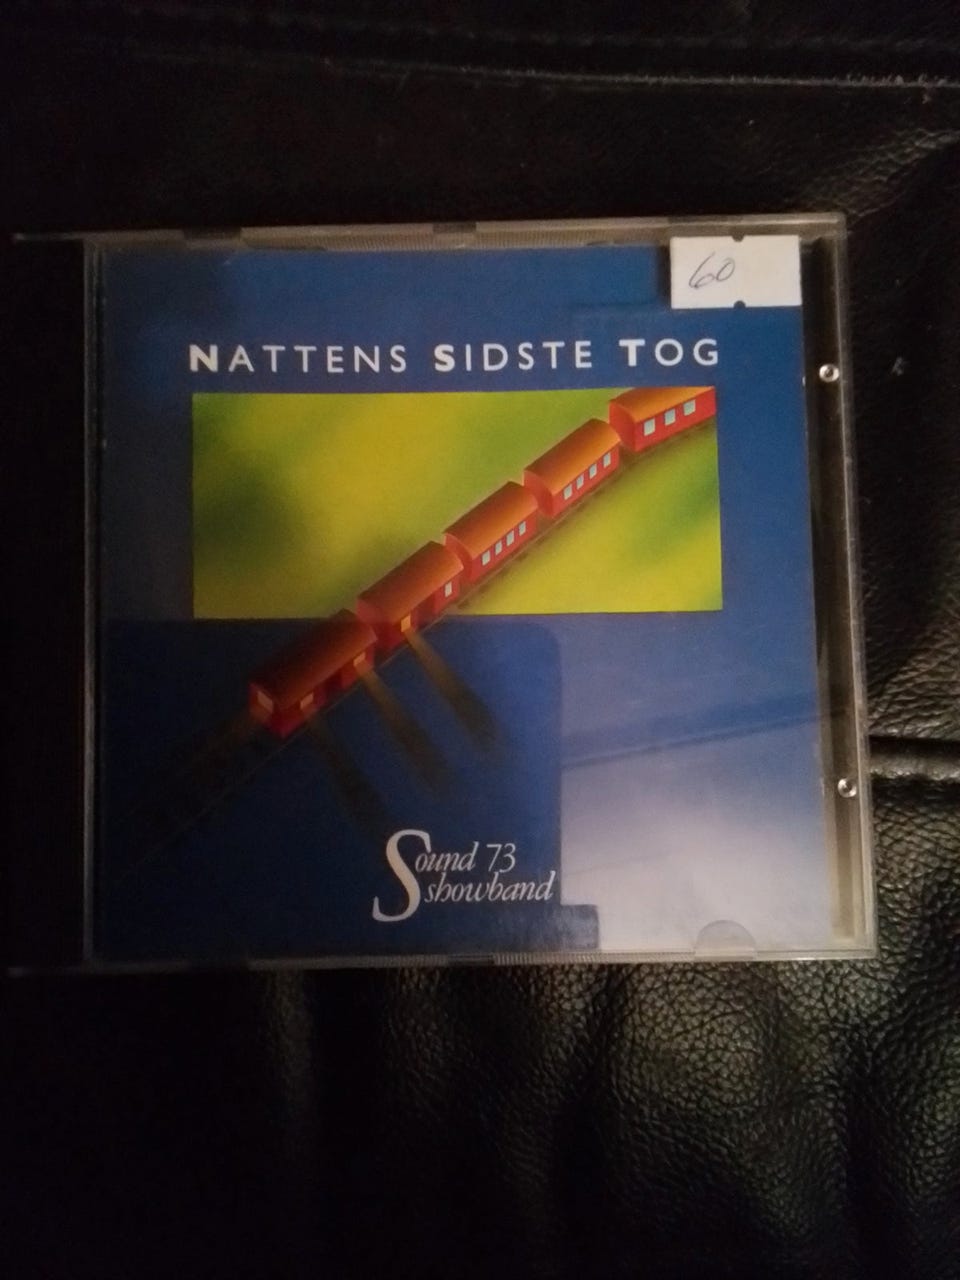 60
NATTENS SIDSTE TOG
Sound 73
showband